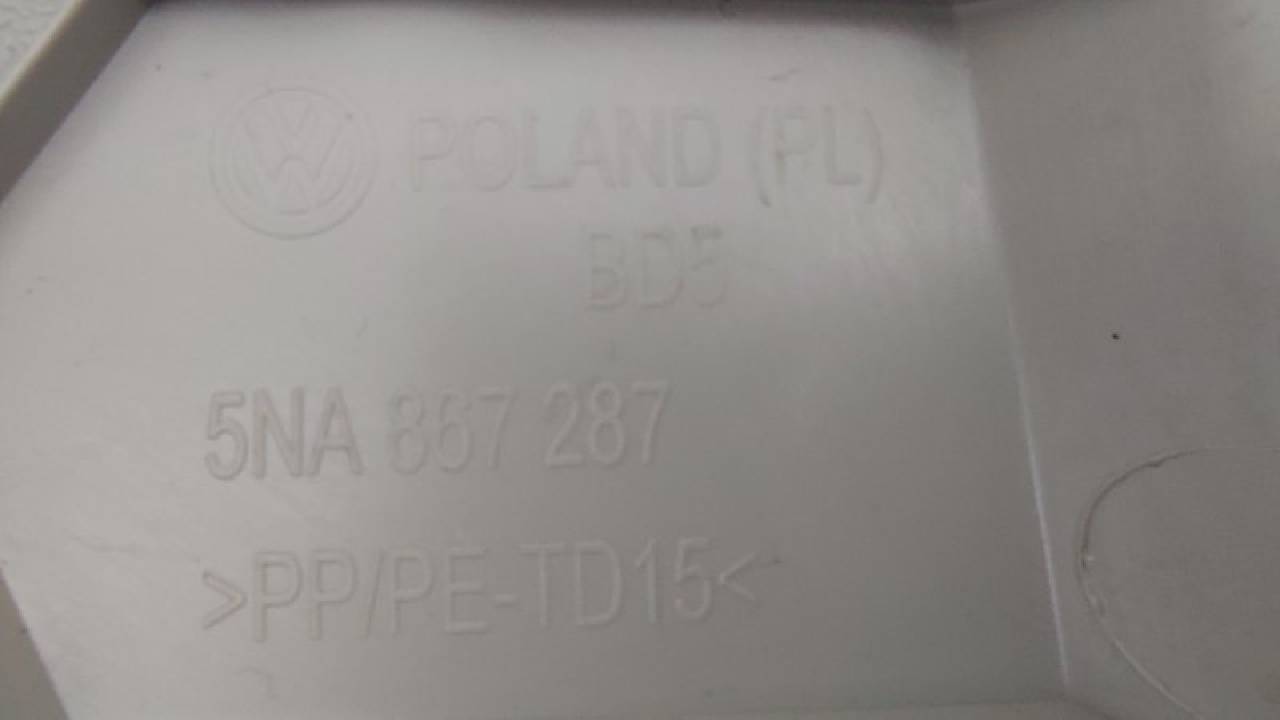 POLAND (PL)
BD5
5NA 867 287
>PP/PE-TD15<